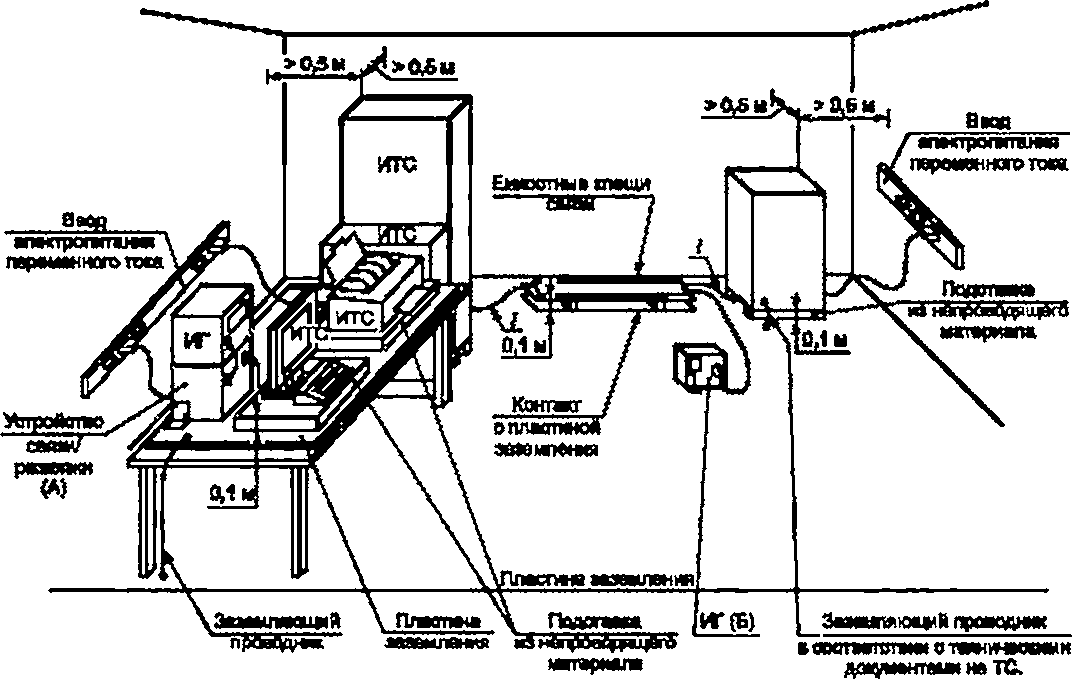 > 0,5 м
> 0,5 м
> 0,5 м
> 0,5 м
Ввод
электропитания
переменного тока
ИТС
Емкостные клещи
связи
ИТС
Ввод
электропитания
переменного тока
l
Подставка
из непроводящего
материала
ИТС
ИГ
ИТС
l
0,1 м
0,1 м
Устройство
связи/
развязки
(А)
Контакт
с пластиной
заземления
0,1 м
Пластина заземления
Заземляющий
проводник
Пластина
заземления
Подставка
из непроводящего
материала
ИГ (Б)
Заземляющий проводник
в соответствии с техническими
документами на ТС.